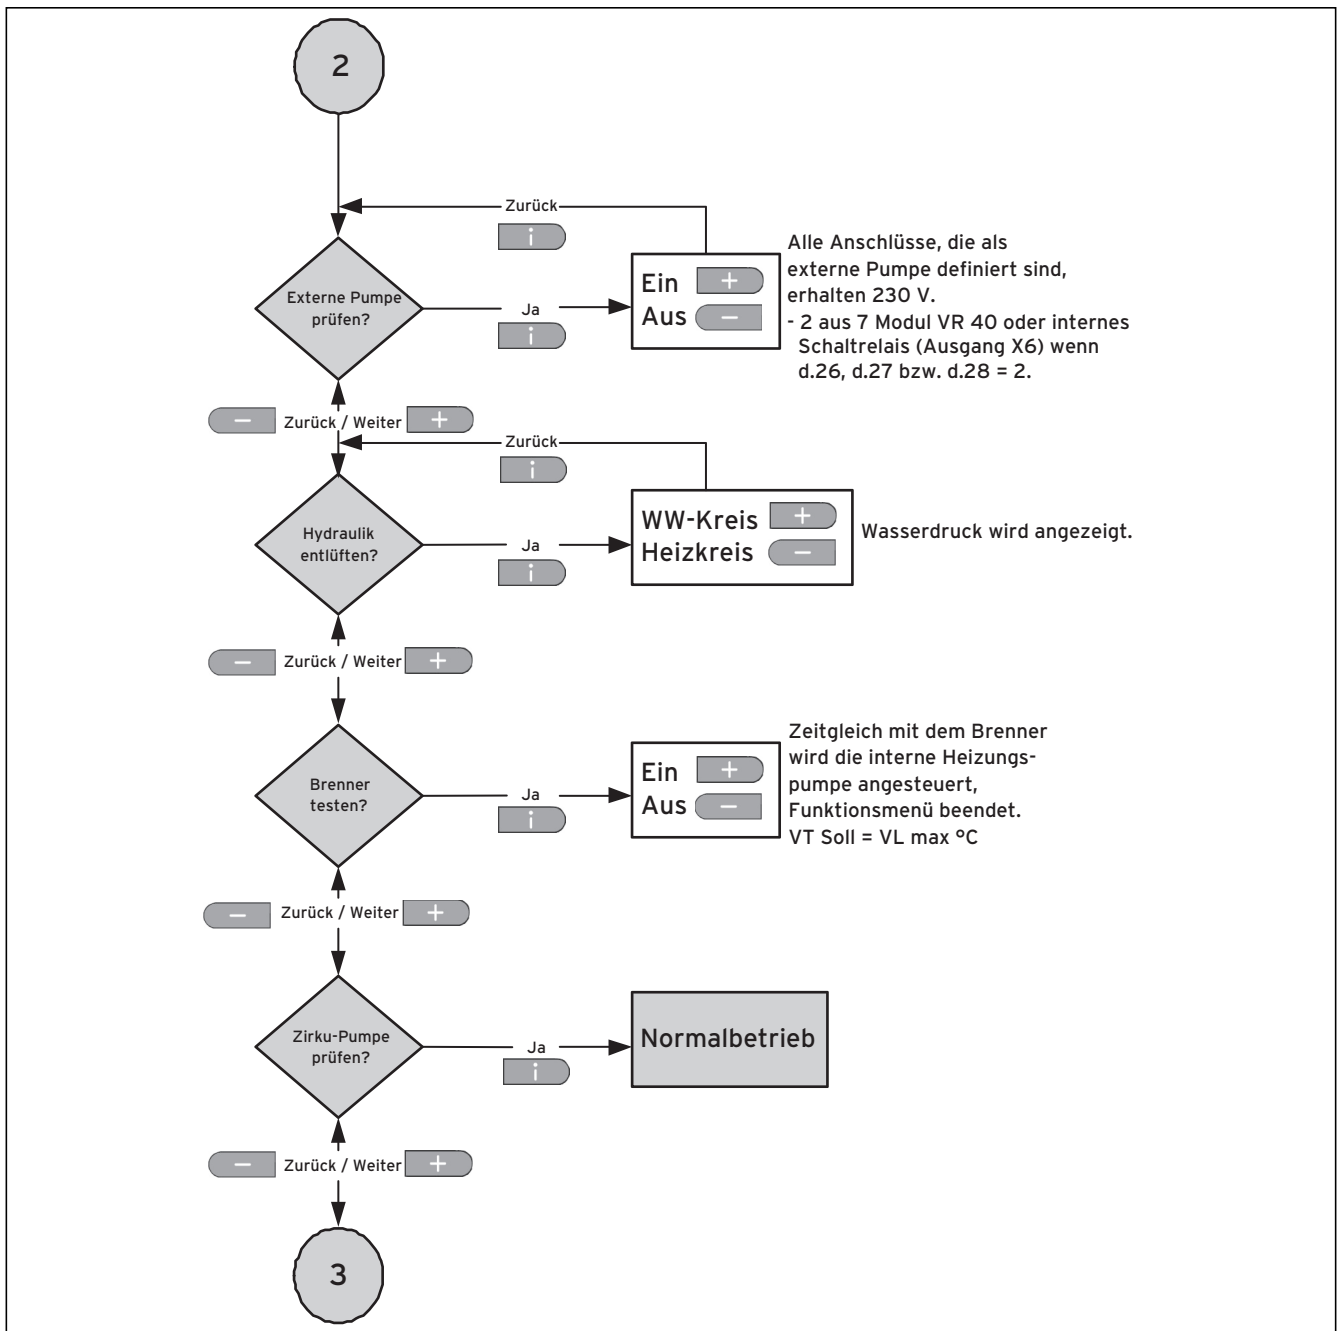 2
Zurück
i
Externe Pumpe
prüfen?
Ja
i
Ein +
Aus −
Alle Anschlüsse, die als
externe Pumpe definiert sind,
erhalten 230 V.
- 2 aus 7 Modul VR 40 oder internes
Schaltrelais (Ausgang X6) wenn
d.26, d.27 bzw. d.28 = 2.
− Zurück / Weiter +
Zurück
i
Hydraulik
entlüften?
Ja
i
WW-Kreis +
Heizkreis −
Wasserdruck wird angezeigt.
− Zurück / Weiter +
Brenner
testen?
Ja
i
Ein +
Aus −
Zeitgleich mit dem Brenner
wird die interne Heizungs-
pumpe angesteuert,
Funktionsmenü beendet.
VT Soll = VL max °C
− Zurück / Weiter +
Zirku-Pumpe
prüfen?
Ja
i
Normalbetrieb
− Zurück / Weiter +
3